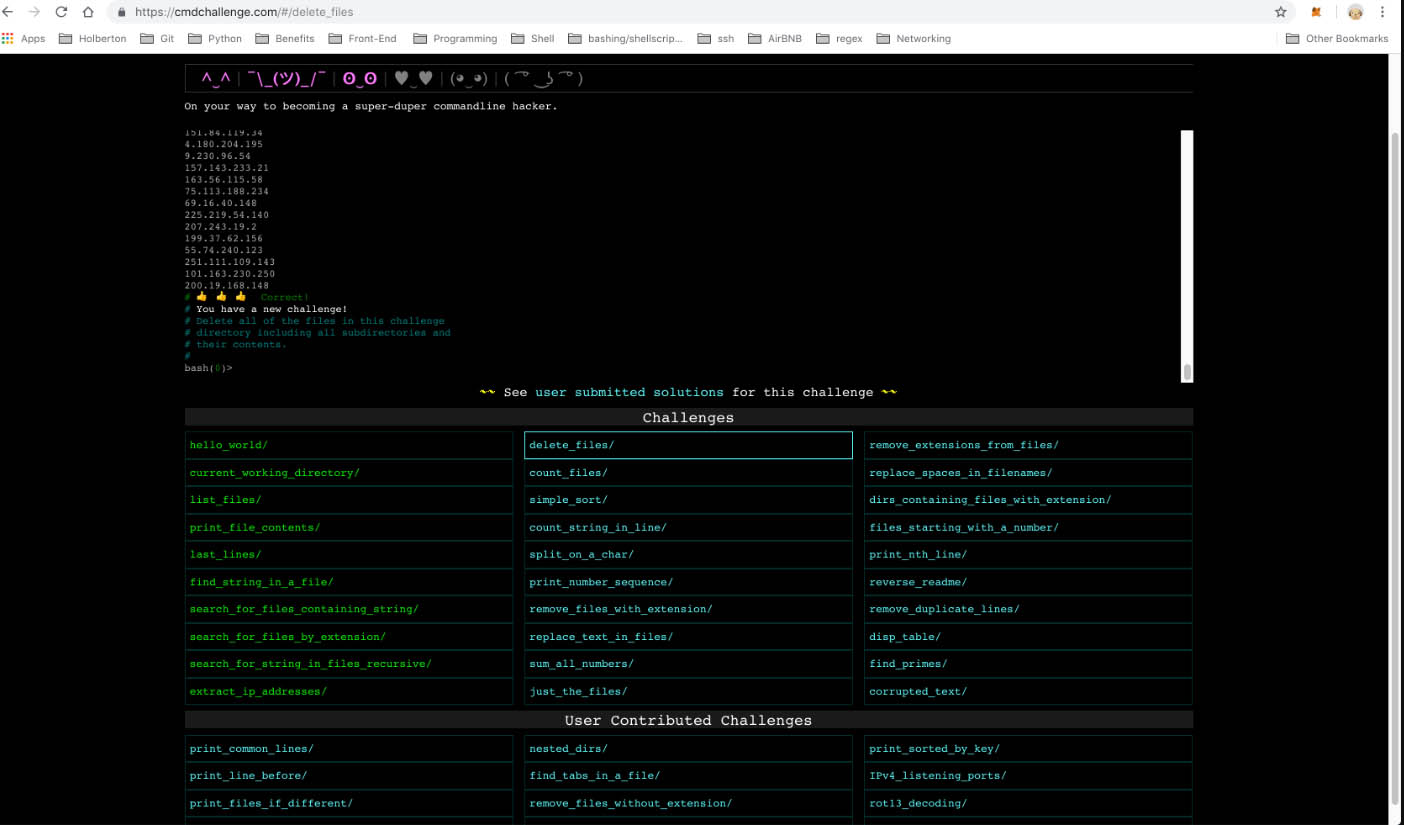 https://cmdchallenge.com/#/delete_files
Apps Holberton Git Python Benefits Front-End Programming Shell bashing/shellscrip... ssh AirBNB regex Networking Other Bookmarks
^_^ | ¯\_(ツ)_/¯ | ʘ‿ʘ | ♥‿♥ | (◕‿◕) | ( ͡° ͜ʖ ͡° )
On your way to becoming a super-duper commandline hacker.
151.84.119.34
4.180.204.195
9.230.96.54
157.143.233.21
163.56.115.58
75.113.188.234
69.16.40.148
225.219.54.140
207.243.19.2
199.37.62.156
55.74.240.123
251.111.109.143
101.163.230.250
200.19.168.148
# 👍 👍 👍 Correct!
# You have a new challenge!
# Delete all of the files in this challenge
# directory including all subdirectories and
# their contents.
#
bash(0)>
~~ See user submitted solutions for this challenge ~~
Challenges
hello_world/ delete_files/ remove_extensions_from_files/
current_working_directory/ count_files/ replace_spaces_in_filenames/
list_files/ simple_sort/ dirs_containing_files_with_extension/
print_file_contents/ count_string_in_line/ files_starting_with_a_number/
last_lines/ split_on_a_char/ print_nth_line/
find_string_in_a_file/ print_number_sequence/ reverse_readme/
search_for_files_containing_string/ remove_files_with_extension/ remove_duplicate_lines/
search_for_files_by_extension/ replace_text_in_files/ disp_table/
search_for_string_in_files_recursive/ sum_all_numbers/ find_primes/
extract_ip_addresses/ just_the_files/ corrupted_text/
User Contributed Challenges
print_common_lines/ nested_dirs/ print_sorted_by_key/
print_line_before/ find_tabs_in_a_file/ IPv4_listening_ports/
print_files_if_different/ remove_files_without_extension/ rot13_decoding/